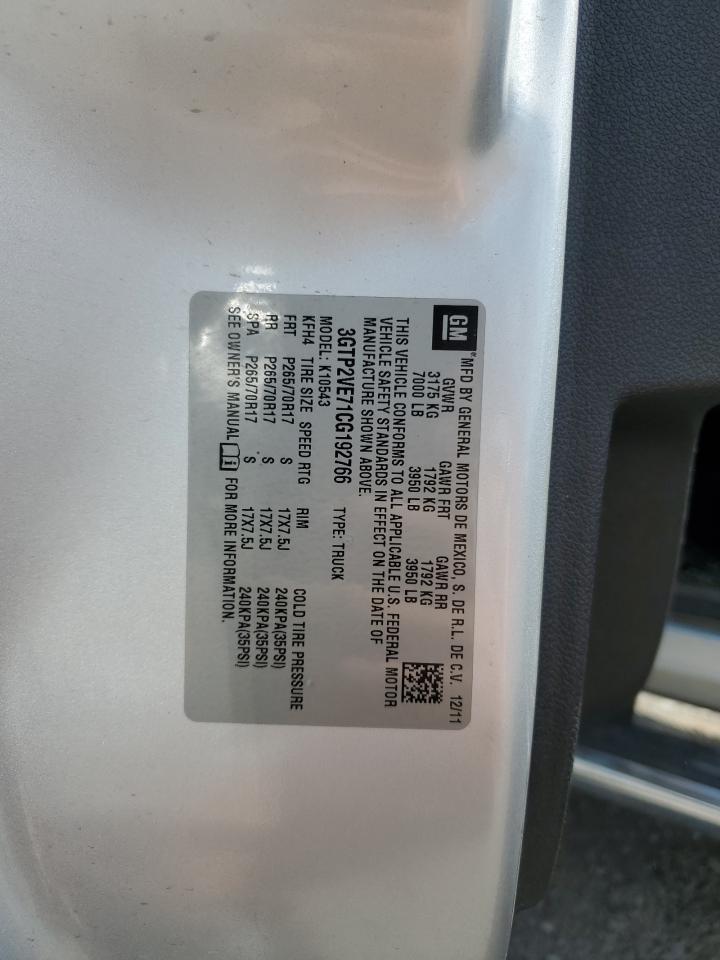 GM
®MFD BY GENERAL MOTORS DE MEXICO, S. DE R.L. DE C.V. 12/11
GVWR GAWR FRT GAWR RR
3175 KG 1792 KG 1792 KG
7000 LB 3950 LB 3950 LB
THIS VEHICLE CONFORMS TO ALL APPLICABLE U.S. FEDERAL MOTOR
VEHICLE SAFETY STANDARDS IN EFFECT ON THE DATE OF
MANUFACTURE SHOWN ABOVE.
3GTP2VE71CG192766 TYPE: TRUCK
MODEL: K10543
KFH4 TIRE SIZE SPEED RTG RIM COLD TIRE PRESSURE
FRT P265/70R17 S 17X7.5J 240KPA(35PSI)
RR P265/70R17 S 17X7.5J 240KPA(35PSI)
SPA P265/70R17 S 17X7.5J 240KPA(35PSI)
SEE OWNER'S MANUAL i FOR MORE INFORMATION.